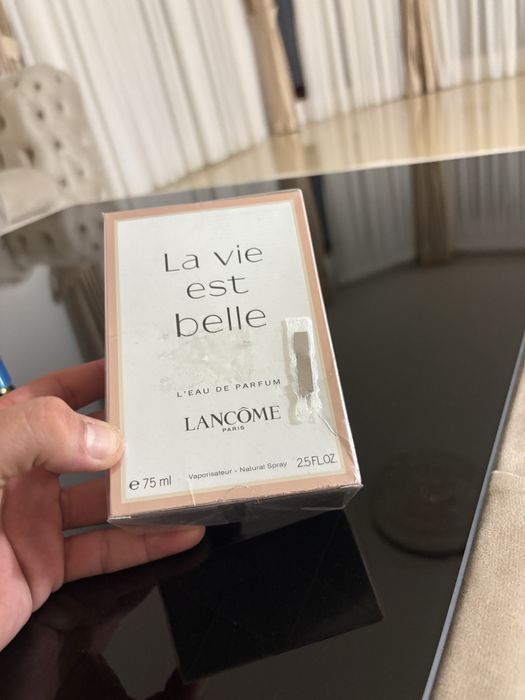 La vie
est
belle
L'EAU DE PARFUM
LANCÔME
PARIS
e 75 ml Vaporisateur - Natural Spray 2.5 FL.OZ.